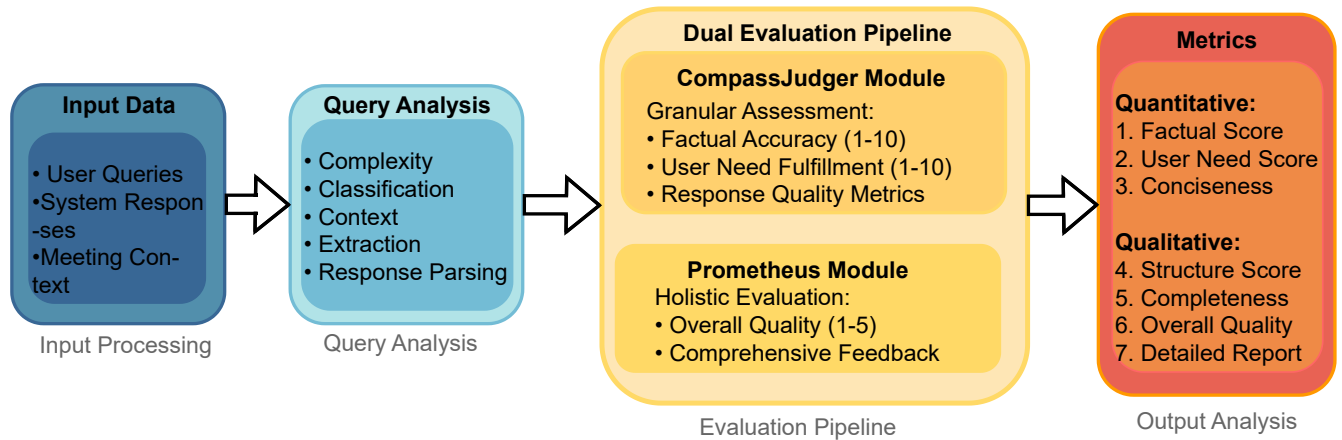 Input Data
• User Queries
•System Respon
-ses
•Meeting Con-
text
Input Processing
Query Analysis
• Complexity
• Classification
• Context
• Extraction
• Response Parsing
Query Analysis
Dual Evaluation Pipeline
CompassJudger Module
Granular Assessment:
• Factual Accuracy (1-10)
• User Need Fulfillment (1-10)
• Response Quality Metrics
Prometheus Module
Holistic Evaluation:
• Overall Quality (1-5)
• Comprehensive Feedback
Evaluation Pipeline
Metrics
Quantitative:
1. Factual Score
2. User Need Score
3. Conciseness
Qualitative:
4. Structure Score
5. Completeness
6. Overall Quality
7. Detailed Report
Output Analysis